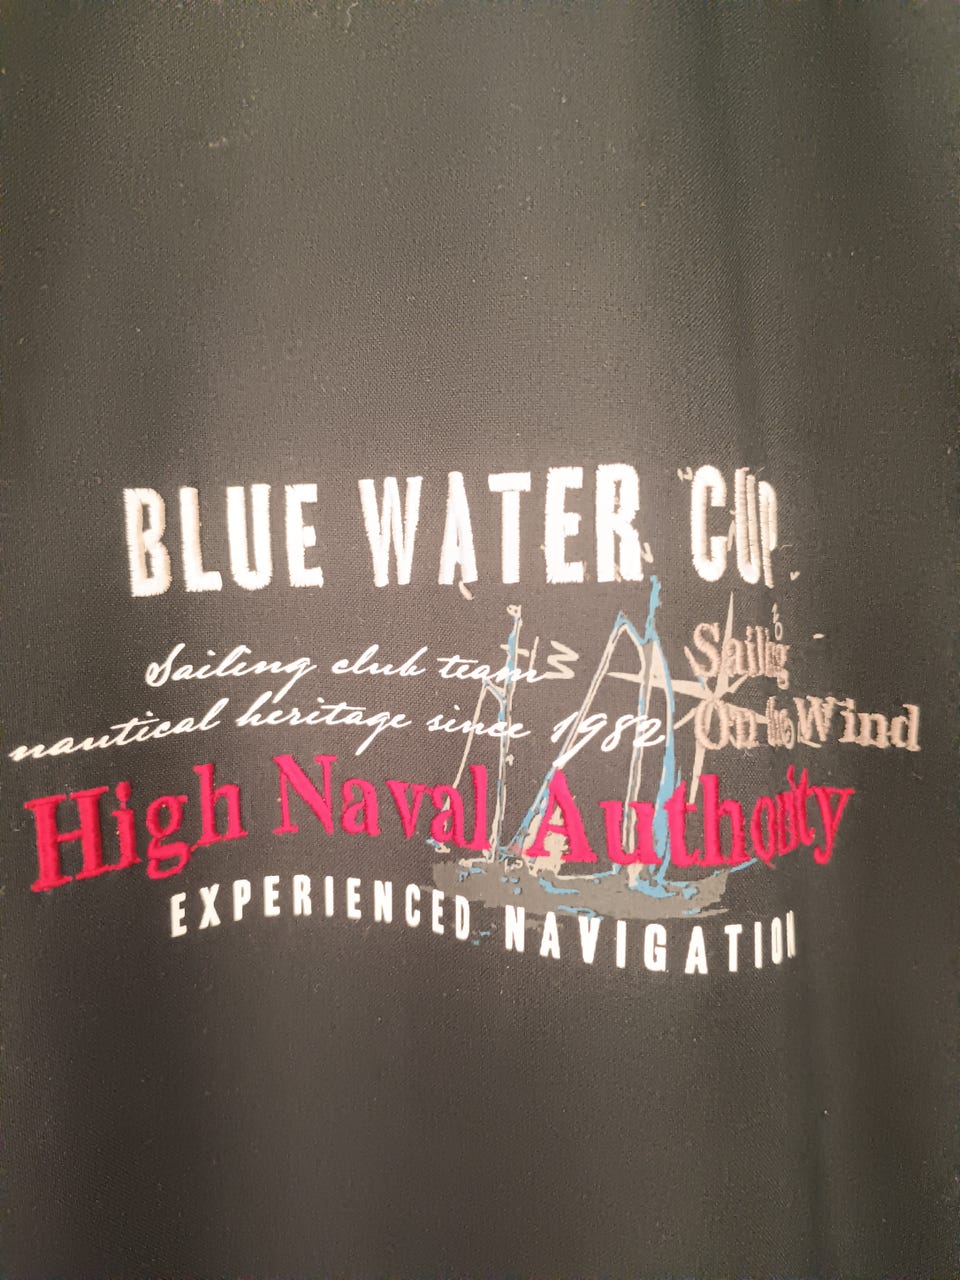 BLUE WATER CUP
Sailing club team
nautical heritage since 1982
Sailing
On the Wind
High Naval Authority
EXPERIENCED NAVIGATION